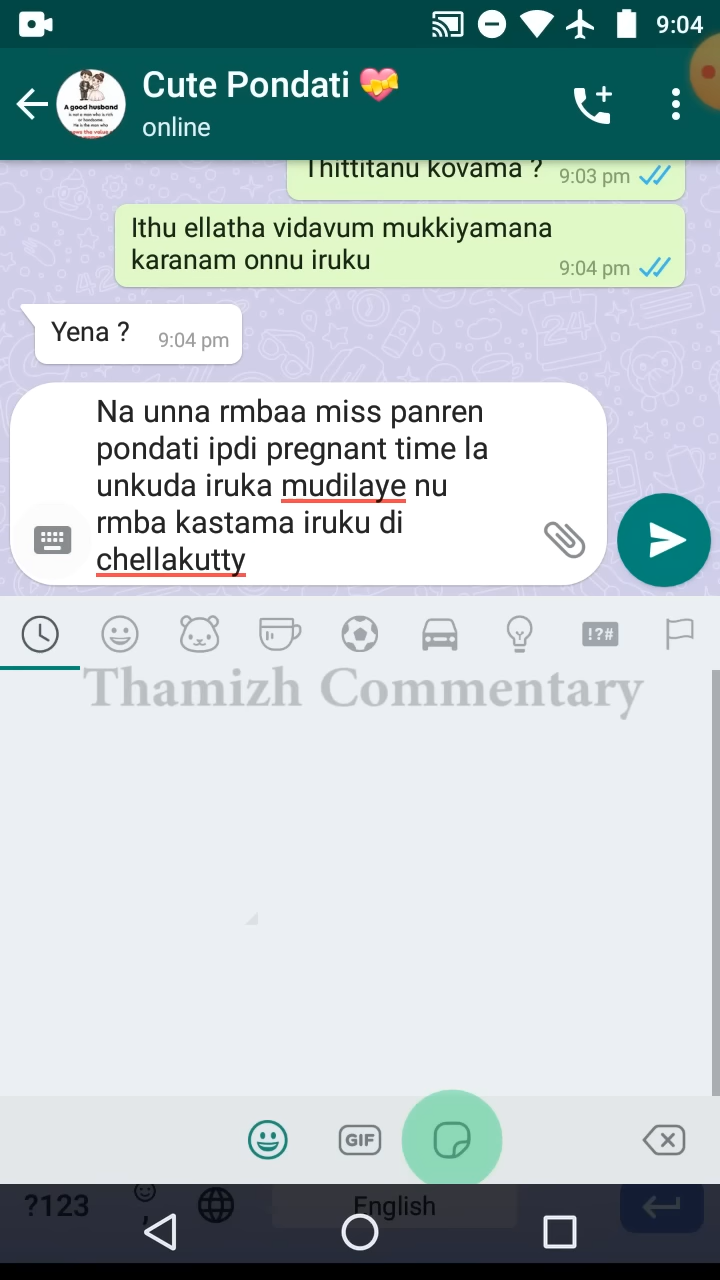 9:04
Cute Pondati
online
A good husband
Thittitanu kovama ? 9:03 pm
Ithu ellatha vidavum mukkiyamana
karanam onnu iruku 9:04 pm
Yena ? 9:04 pm
Na unna rmbaa miss panren
pondati ipdi pregnant time la
unkuda iruka mudilaye nu
rmba kastama iruku di
chellakutty
!?#
Thamizh Commentary
GIF
?123 , English